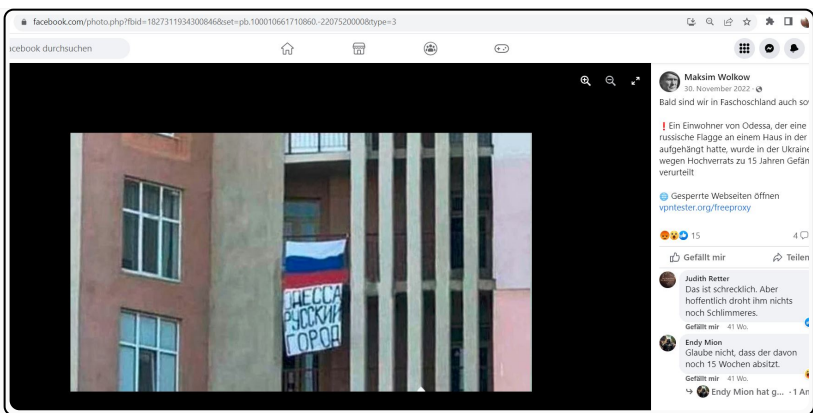 facebook.com/photo.php?fbid=1827311934300846&set=pb.100010661710860.-2207520000&type=3
acebook durchsuchen
ОДЕССА
РУССКИЙ
ГОРОД
Maksim Wolkow
30. November 2022 ·
Bald sind wir in Faschoschland auch so
❗ Ein Einwohner von Odessa, der eine
russische Flagge an einem Haus in der
aufgehängt hatte, wurde in der Ukraine
wegen Hochverrats zu 15 Jahren Gefän
verurteilt
🌐 Gesperrte Webseiten öffnen
vpntester.org/freeproxy
15
4
Gefällt mir
Teilen
Judith Retter
Das ist schrecklich. Aber
hoffentlich droht ihm nichts
noch Schlimmeres.
Gefällt mir 41 Wo.
Endy Mion
Glaube nicht, dass der davon
noch 15 Wochen absitzt.
Gefällt mir 41 Wo.
Endy Mion hat g... · 1 An